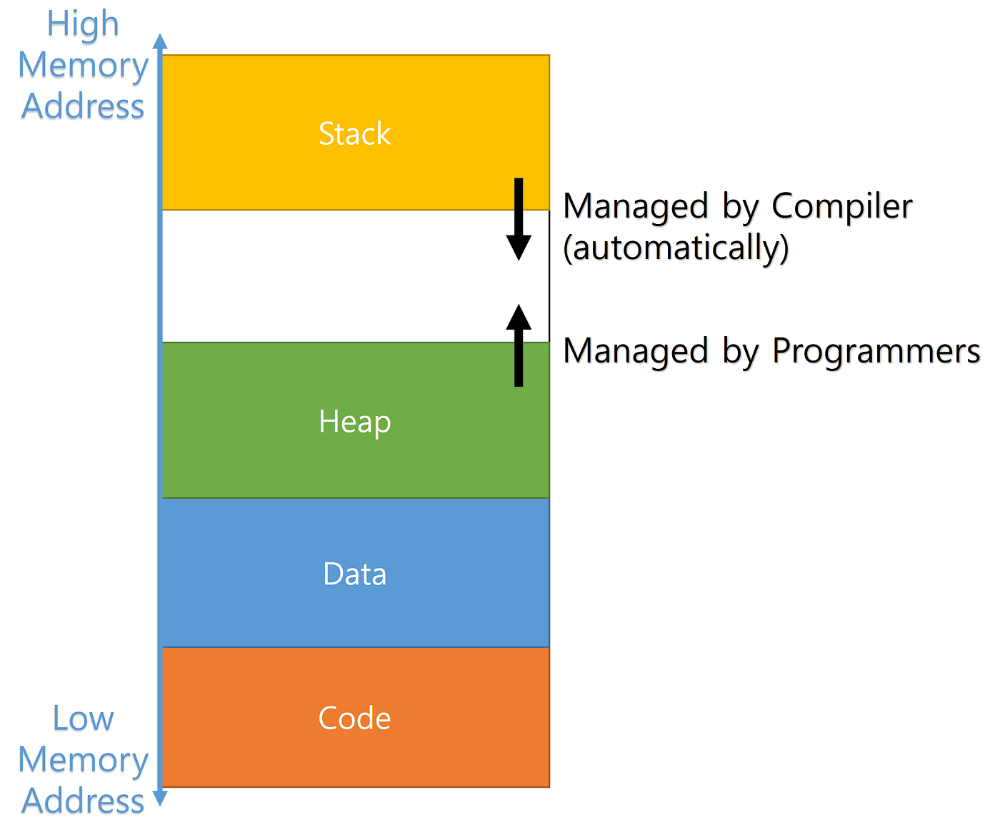 High
Memory
Address
Stack
Managed by Compiler
(automatically)
Managed by Programmers
Heap
Data
Code
Low
Memory
Address